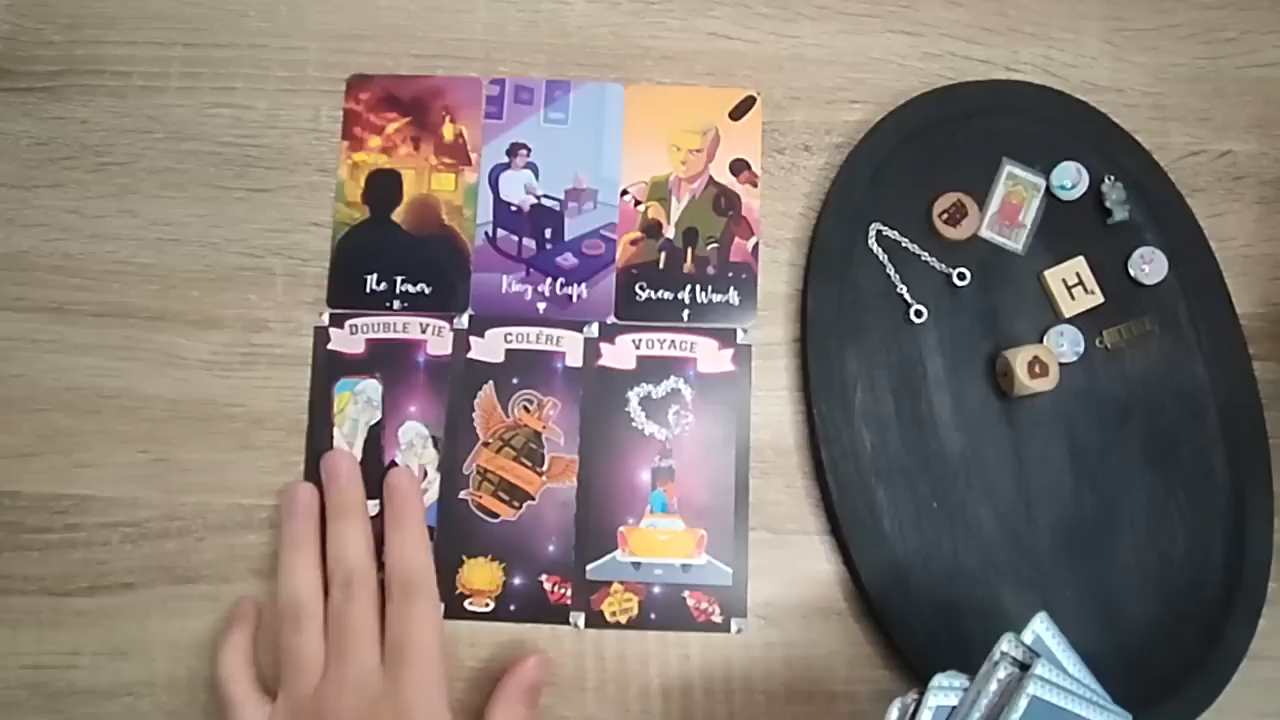 The Tower
King of Cups
Seven of Wands
DOUBLE VIE
COLÈRE
VOYAGE
H